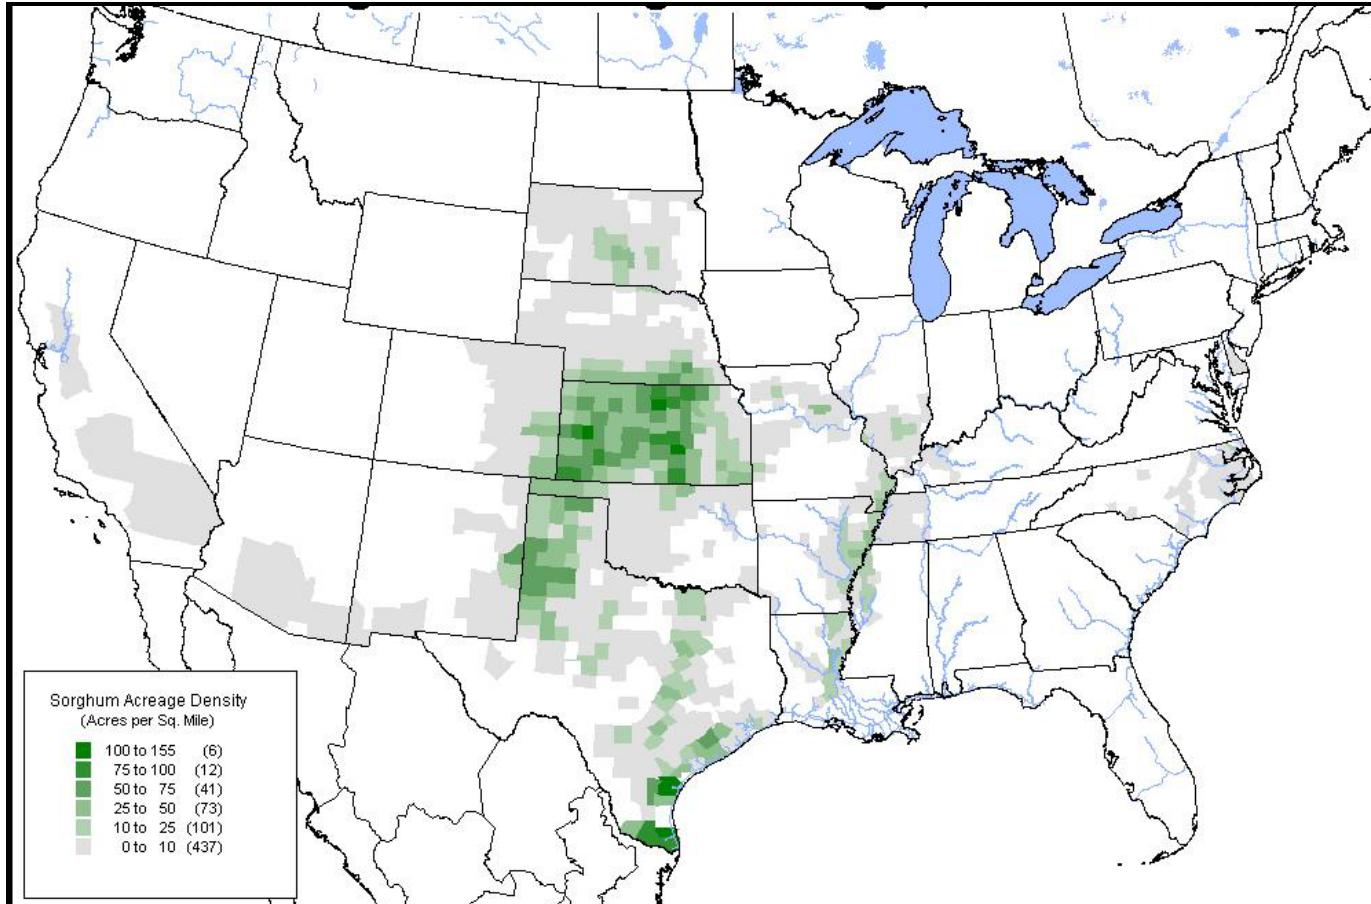 Sorghum Acreage Density
(Acres per Sq. Mile)
100 to 155 (6)
75 to 100 (12)
50 to 75 (41)
25 to 50 (73)
10 to 25 (101)
0 to 10 (437)